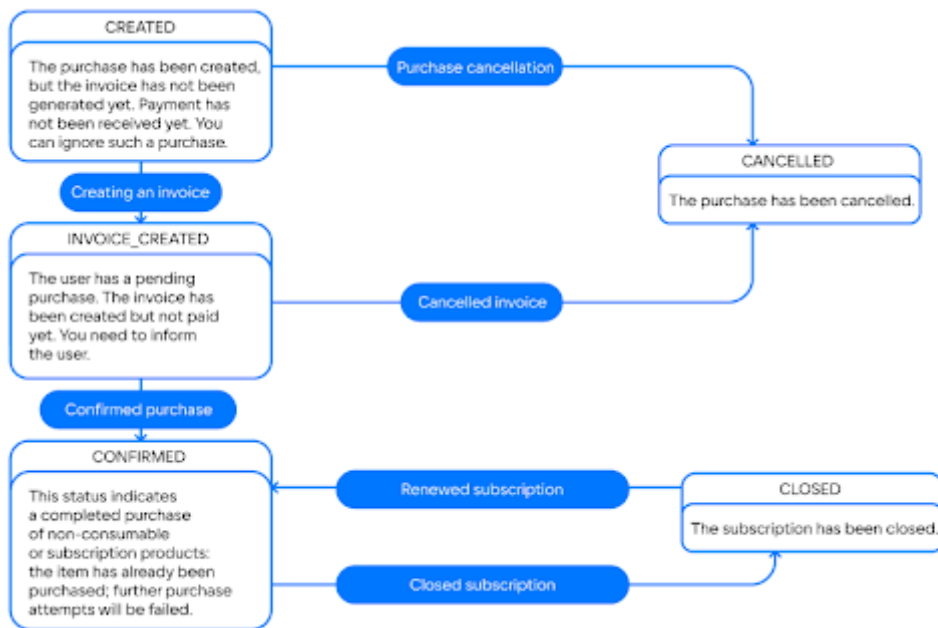 CREATED
The purchase has been created,
but the invoice has not been
generated yet. Payment has
not been received yet. You
can ignore such a purchase.
Purchase cancellation
CANCELLED
The purchase has been cancelled.
Creating an invoice
INVOICE_CREATED
The user has a pending
purchase. The invoice has
been created but not paid
yet. You need to inform
the user.
Cancelled invoice
Confirmed purchase
CONFIRMED
This status indicates
a completed purchase
of non-consumable
or subscription products:
the item has already been
purchased; further purchase
attempts will be failed.
Renewed subscription
CLOSED
The subscription has been closed.
Closed subscription